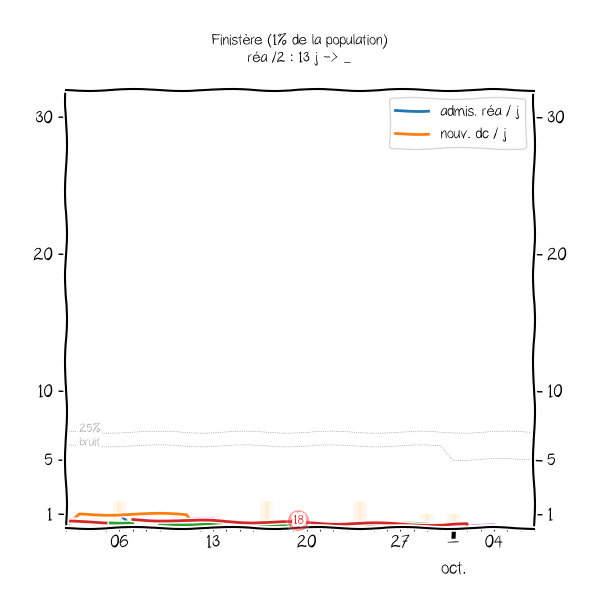 Finistère (1% de la population)
réa /2 : 13 j -> _
admis. réa / j
nouv. dc / j
30
30
20
20
10
10
25%
bruit
5
5
1
1
18
06
13
20
27
04
oct.